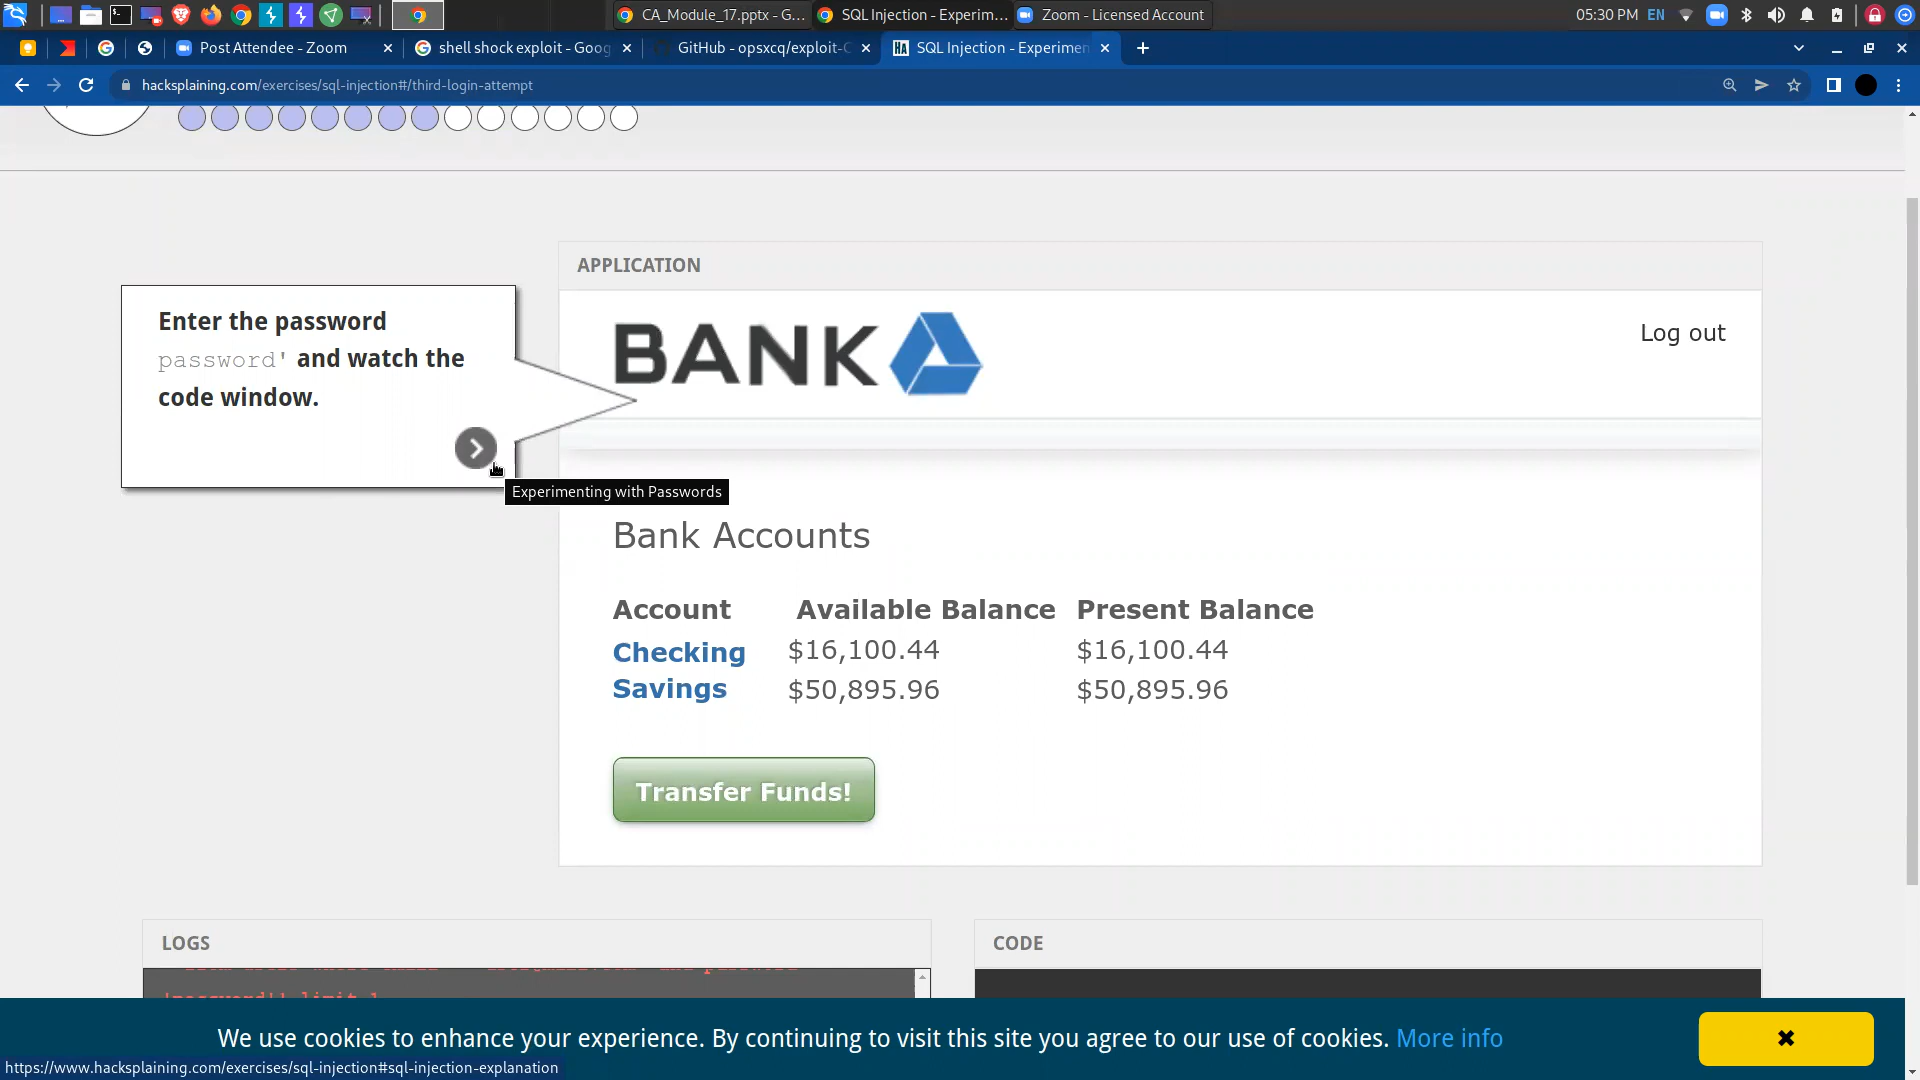 CA_Module_17.pptx - G...
SQL Injection - Experim...
Zoom - Licensed Account
05:30 PM
EN
Post Attendee - Zoom
shell shock exploit - Goog
GitHub - opsxcq/exploit-C
HA
SQL Injection - Experimen
hacksplaining.com/exercises/sql-injection#/third-login-attempt
APPLICATION
Enter the password
password' and watch the
code window.
Experimenting with Passwords
BANK
Log out
Bank Accounts
Account Available Balance Present Balance
Checking $16,100.44 $16,100.44
Savings $50,895.96 $50,895.96
Transfer Funds!
LOGS
CODE
We use cookies to enhance your experience. By continuing to visit this site you agree to our use of cookies. More info
https://www.hacksplaining.com/exercises/sql-injection#sql-injection-explanation